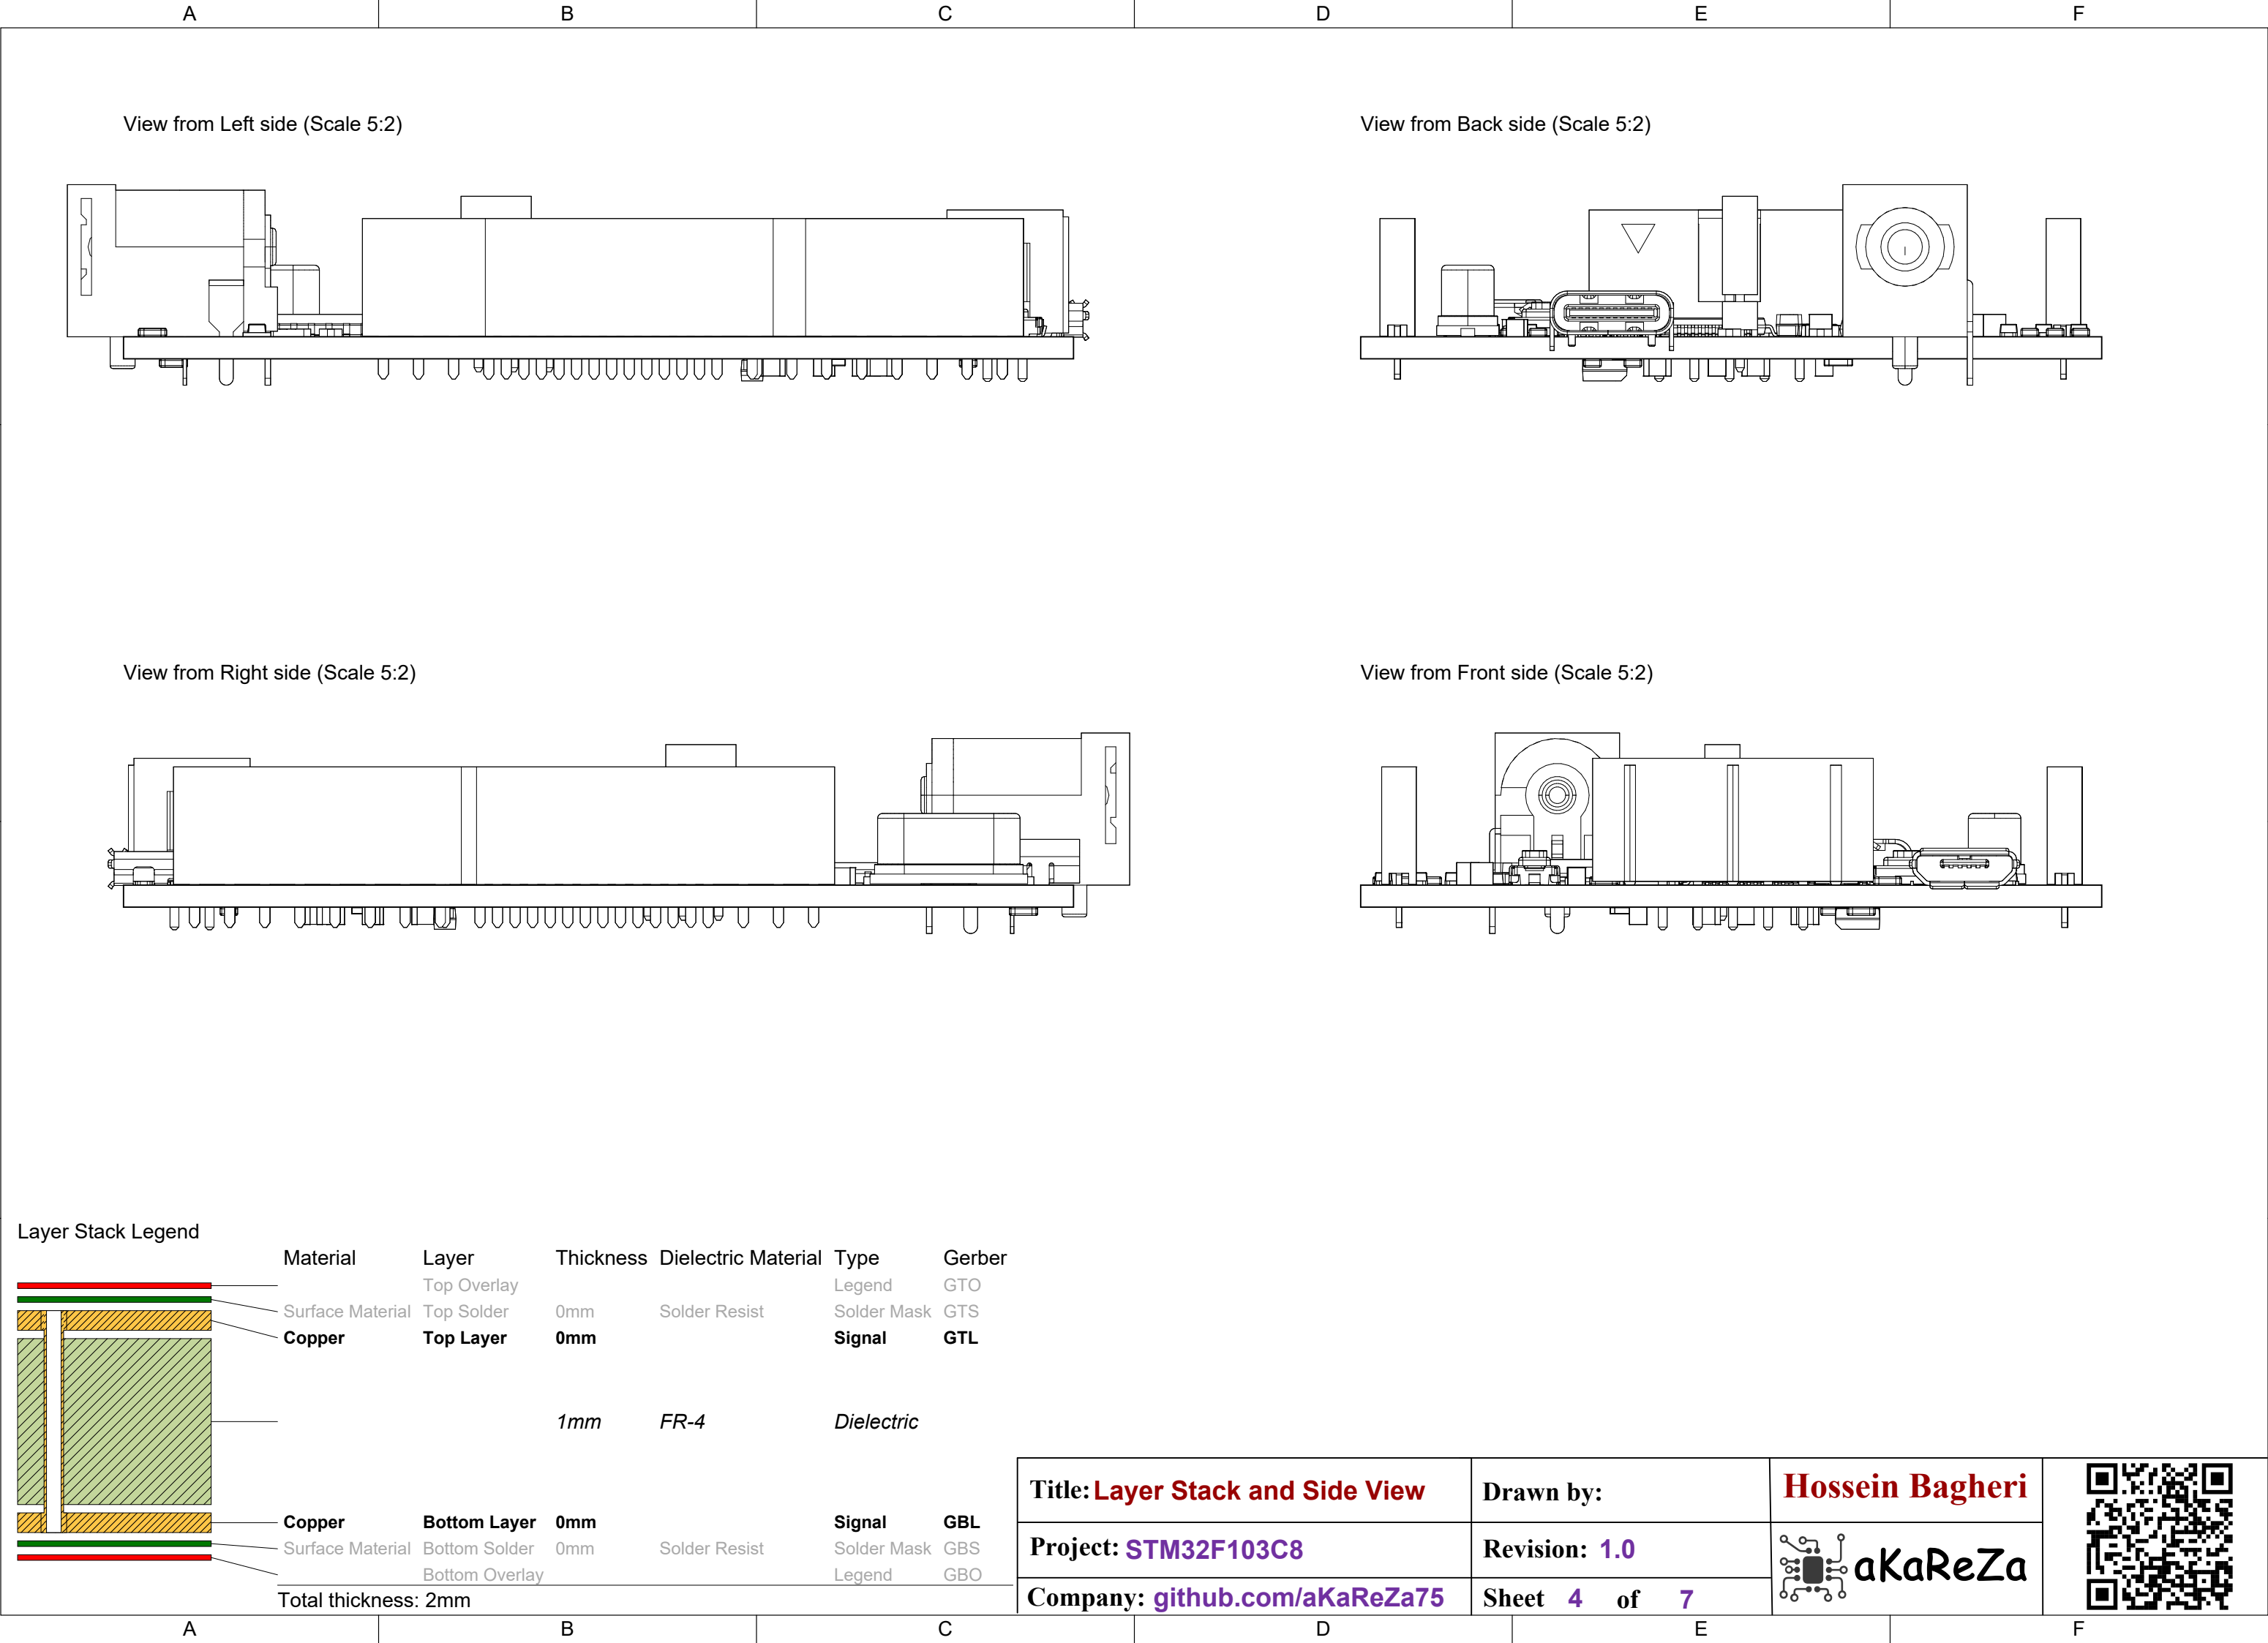 A B C D E F
View from Left side (Scale 5:2)
View from Back side (Scale 5:2)
View from Right side (Scale 5:2)
View from Front side (Scale 5:2)
Layer Stack Legend
Material Layer Thickness Dielectric Material Type Gerber
Top Overlay Legend GTO
Surface Material Top Solder 0mm Solder Resist Solder Mask GTS
Copper Top Layer 0mm Signal GTL
1mm FR-4 Dielectric
Copper Bottom Layer 0mm Signal GBL
Surface Material Bottom Solder 0mm Solder Resist Solder Mask GBS
Bottom Overlay Legend GBO
Total thickness: 2mm
Title: Layer Stack and Side View
Project: STM32F103C8
Company: github.com/aKaReZa75
Drawn by: Hossein Bagheri
Revision: 1.0
Sheet 4 of 7
aKaReZa
A B C D E F